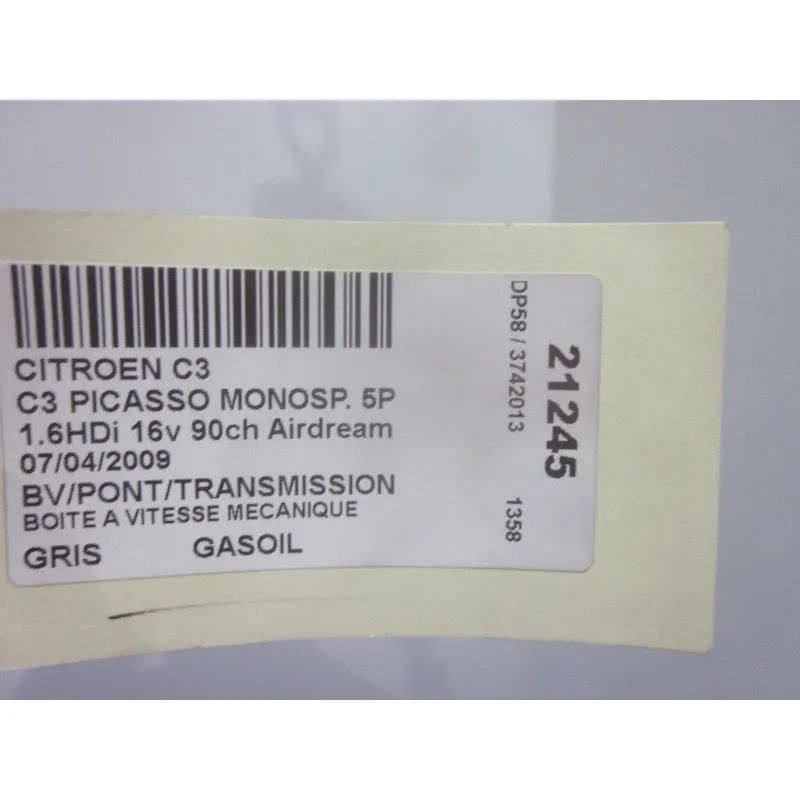 CITROEN C3
C3 PICASSO MONOSP. 5P
1.6HDi 16v 90ch Airdream
07/04/2009
BV/PONT/TRANSMISSION
BOITE A VITESSE MECANIQUE
GRIS GASOIL
DP58 / 3742013 1358
21245